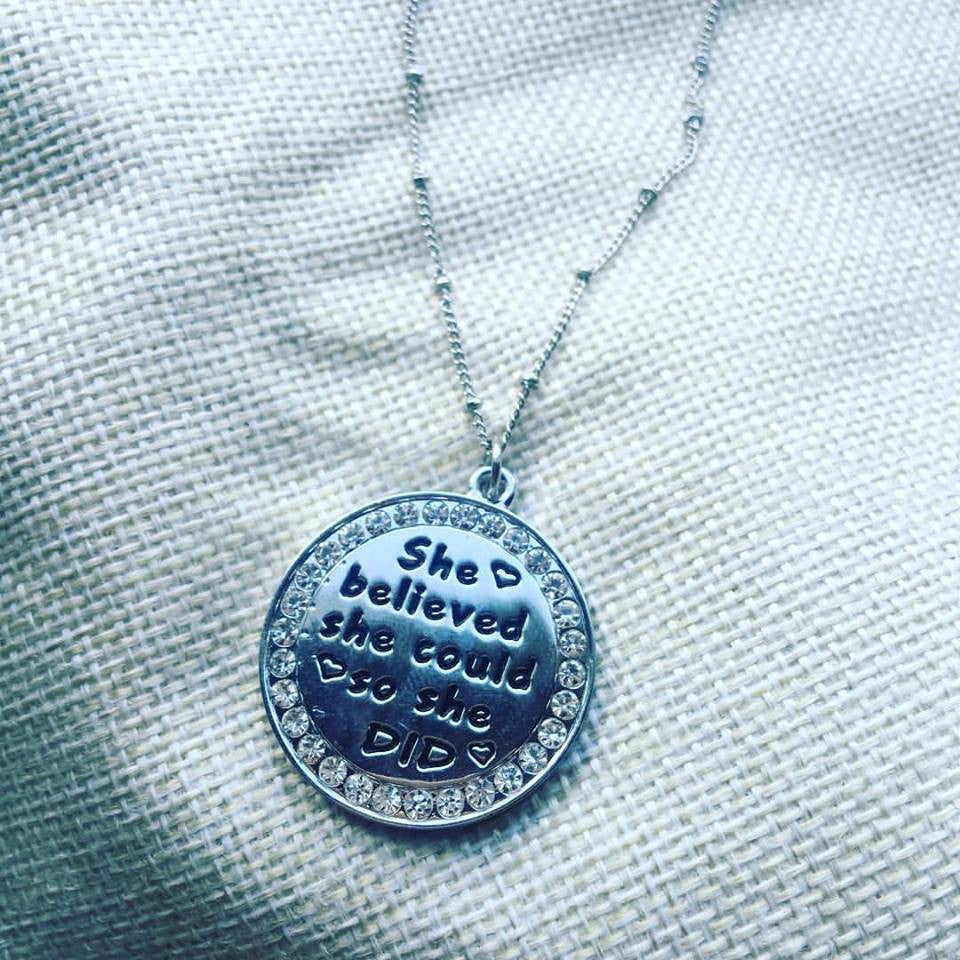 She ♡
believed
she could
♡ so she
DID ♡